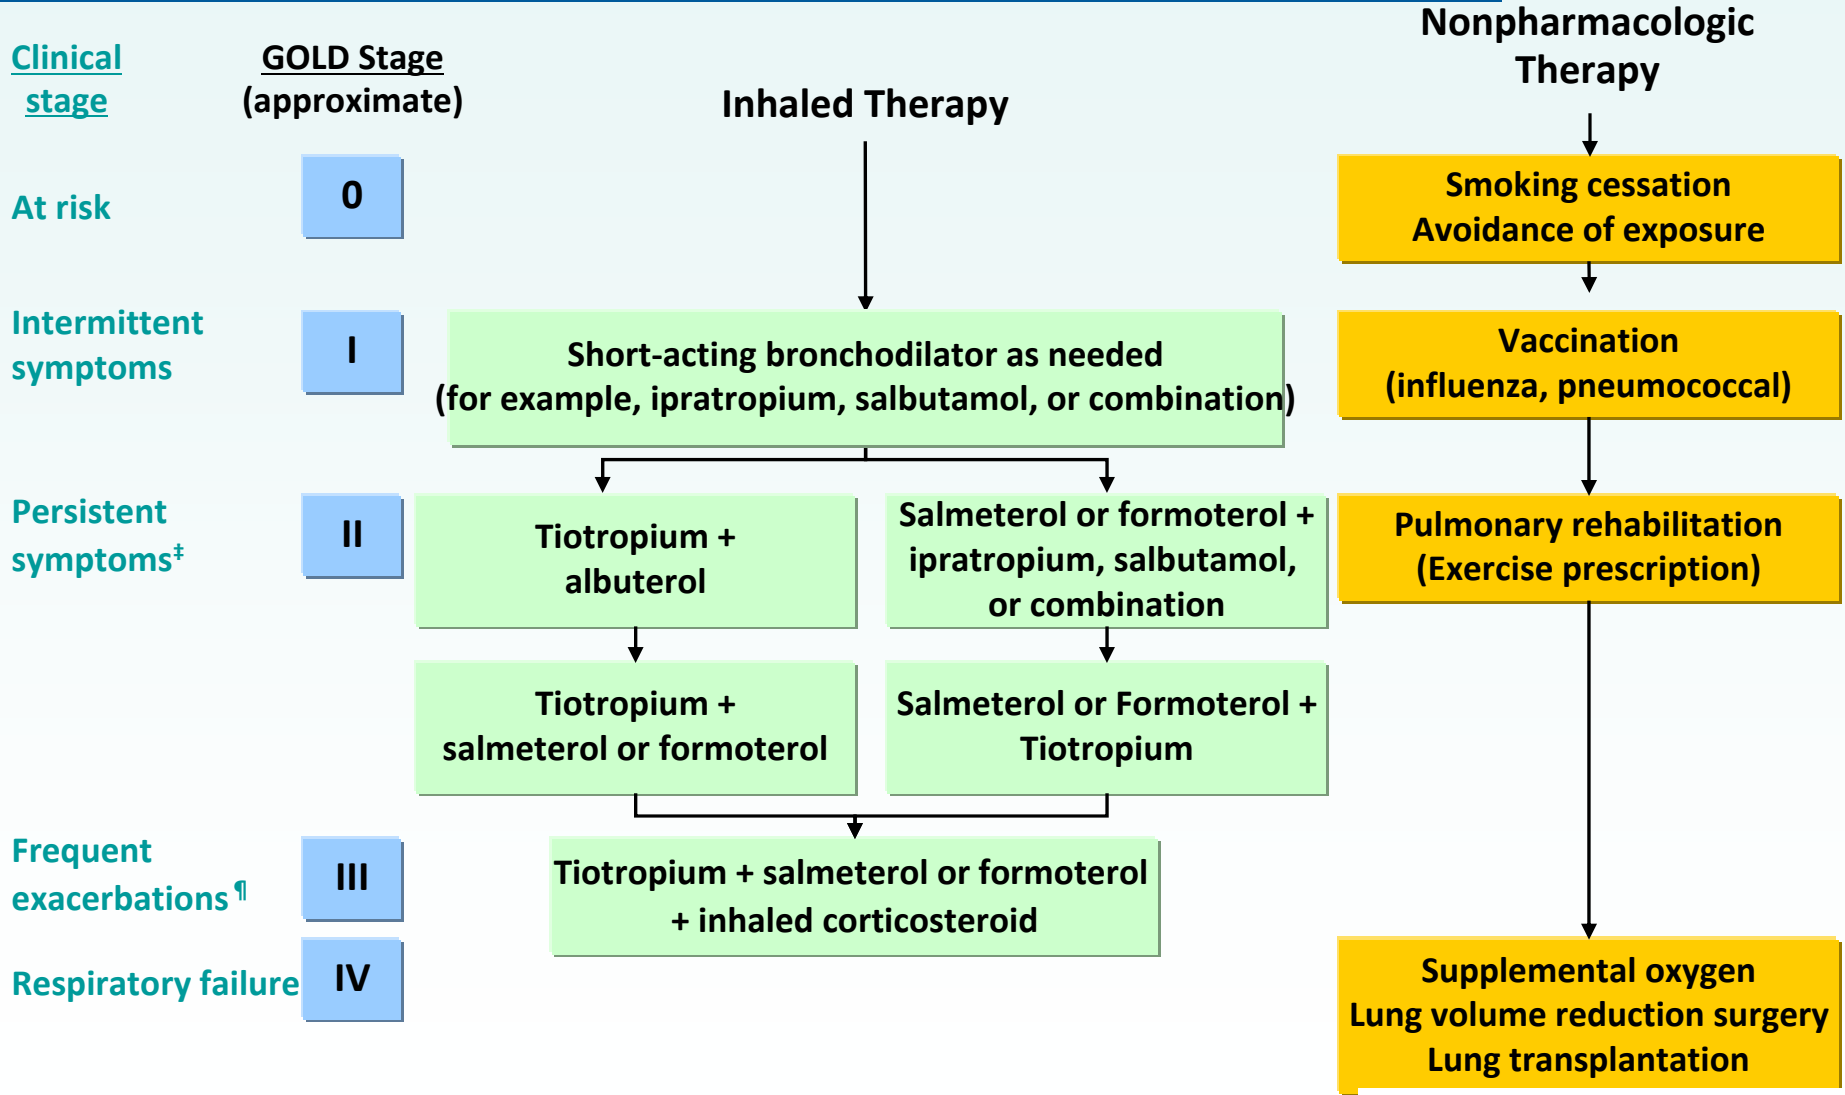 Clinical
stage
GOLD Stage
(approximate)
Inhaled Therapy
Nonpharmacologic
Therapy
At risk
0
Smoking cessation
Avoidance of exposure
Intermittent
symptoms
I
Short-acting bronchodilator as needed
(for example, ipratropium, salbutamol, or combination)
Vaccination
(influenza, pneumococcal)
Persistent
symptoms‡
II
Tiotropium +
albuterol
Salmeterol or formoterol +
ipratropium, salbutamol,
or combination
Pulmonary rehabilitation
(Exercise prescription)
Tiotropium +
salmeterol or formoterol
Salmeterol or Formoterol +
Tiotropium
Frequent
exacerbations ¶
III
Tiotropium + salmeterol or formoterol
+ inhaled corticosteroid
Respiratory failure
IV
Supplemental oxygen
Lung volume reduction surgery
Lung transplantation